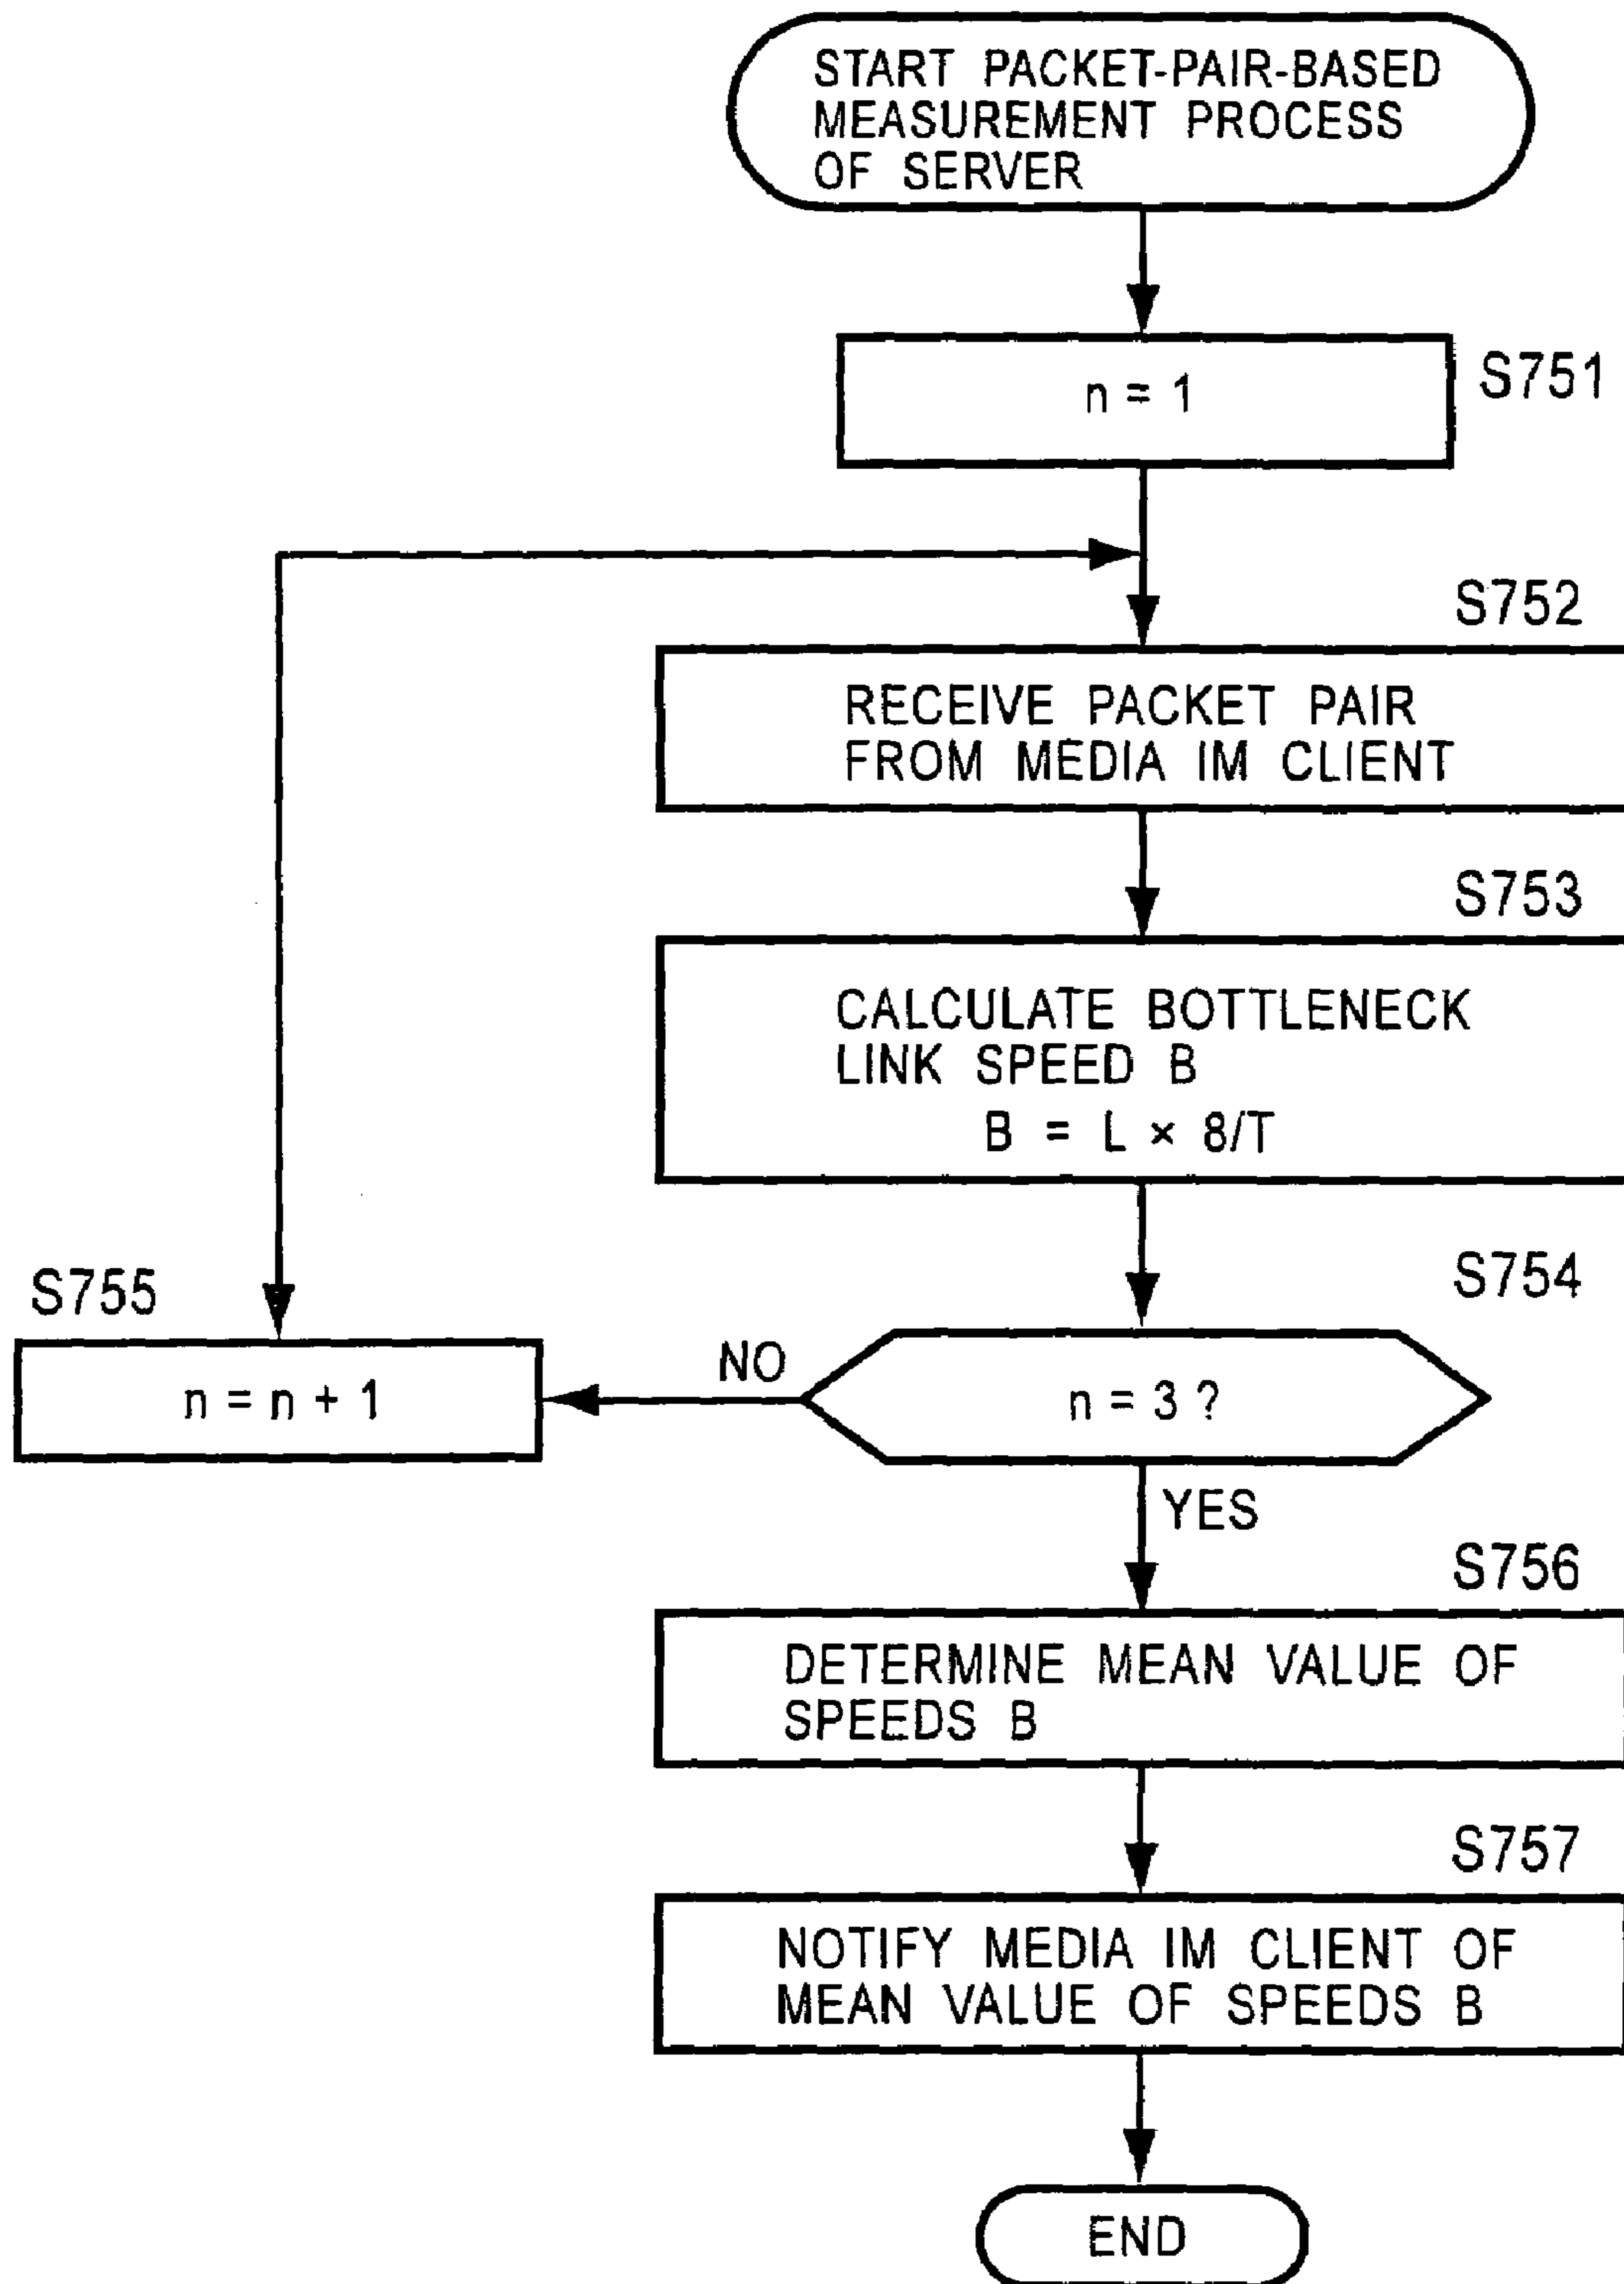 START PACKET-PAIR-BASED
MEASUREMENT PROCESS
OF SERVER
n = 1
S751
S752
RECEIVE PACKET PAIR
FROM MEDIA IM CLIENT
S753
CALCULATE BOTTLENECK
LINK SPEED B
B = L × 8/T
S754
n = 3 ?
NO
S755
n = n + 1
YES
S756
DETERMINE MEAN VALUE OF
SPEEDS B
S757
NOTIFY MEDIA IM CLIENT OF
MEAN VALUE OF SPEEDS B
END